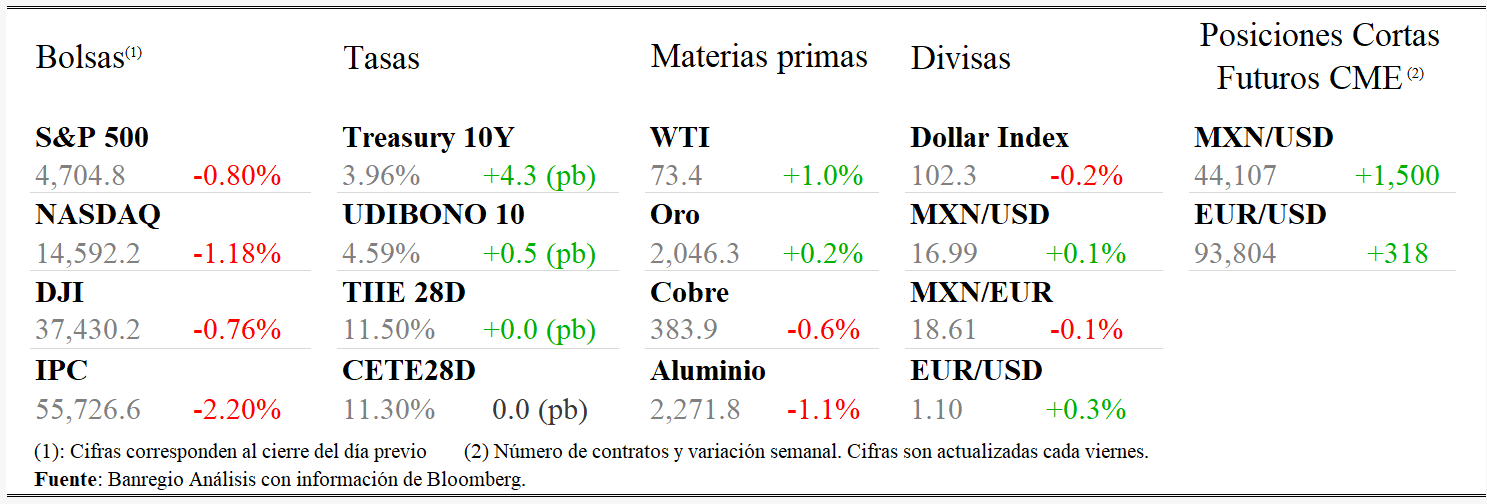 Bolsas(1) Tasas Materias primas Divisas Posiciones Cortas
Futuros CME (2)
S&P 500 Treasury 10Y WTI Dollar Index MXN/USD
4,704.8 -0.80% 3.96% +4.3 (pb) 73.4 +1.0% 102.3 -0.2% 44,107 +1,500
NASDAQ UDIBONO 10 Oro MXN/USD EUR/USD
14,592.2 -1.18% 4.59% +0.5 (pb) 2,046.3 +0.2% 16.99 +0.1% 93,804 +318
DJI TIIE 28D Cobre MXN/EUR
37,430.2 -0.76% 11.50% +0.0 (pb) 383.9 -0.6% 18.61 -0.1%
IPC CETE28D Aluminio EUR/USD
55,726.6 -2.20% 11.30% 0.0 (pb) 2,271.8 -1.1% 1.10 +0.3%
(1): Cifras corresponden al cierre del día previo (2) Número de contratos y variación semanal. Cifras son actualizadas cada viernes.
Fuente: Banregio Análisis con información de Bloomberg.